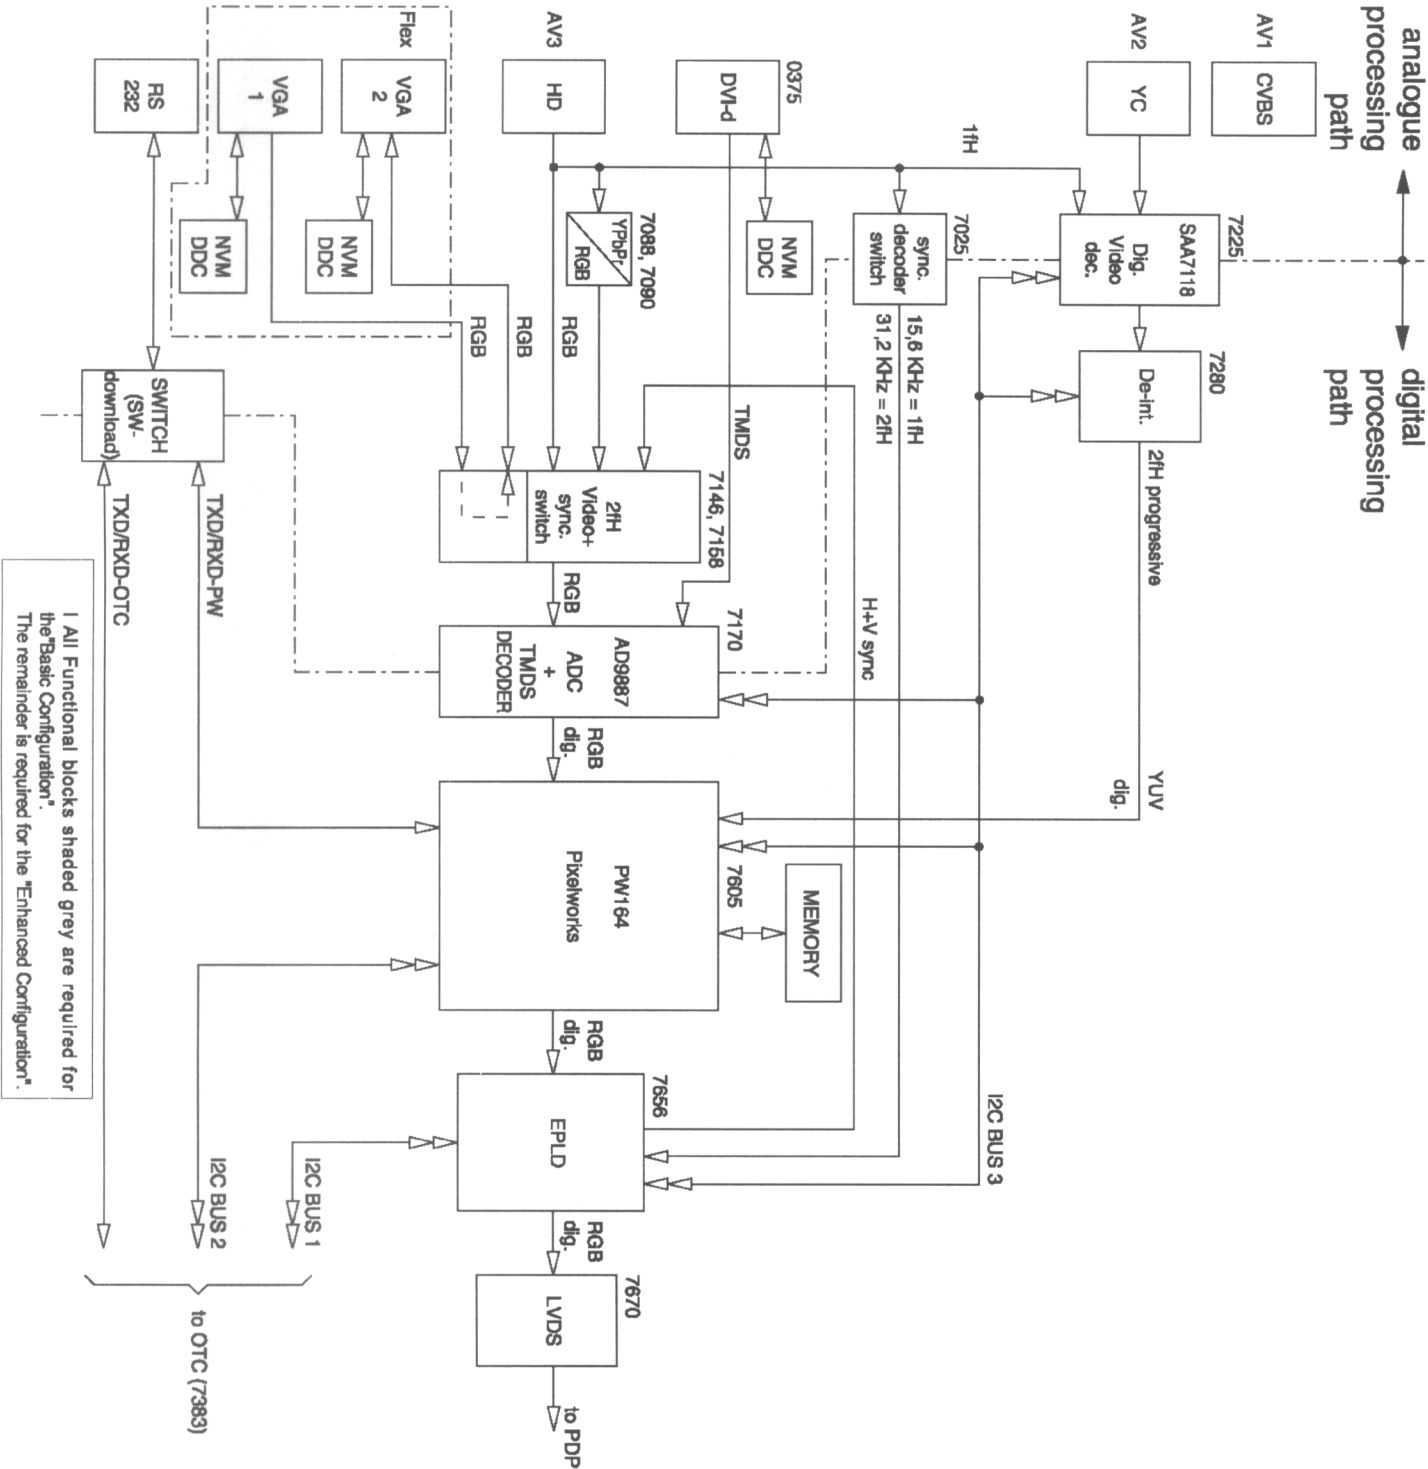 analogue
processing
path
digital
processing
path
AV1
CVBS
AV2
YC
7225
SAA7118
Dig.
Video
dec.
7280
De-int.
2fH progressive
YUV
dig.
1fH
7025
sync.
decoder
switch
15,6 KHz = 1fH
31,2 KHz = 2fH
I2C BUS 3
0375
DVI-d
NVM
DDC
TMDS
H+V sync
AV3
HD
7088, 7090
YPbPr
RGB
RGB
RGB
RGB
7146, 7158
2fH
Video+
sync.
switch
RGB
7170
AD9887
ADC
+
TMDS
DECODER
RGB
dig.
7605
PW164
Pixelworks
MEMORY
RGB
dig.
7656
EPLD
RGB
dig.
7670
LVDS
to PDP
Flex
VGA
2
NVM
DDC
VGA
1
NVM
DDC
RS
232
SWITCH
(SW-
download)
TXD/RXD-PW
TXD/RXD-OTC
I2C BUS 1
I2C BUS 2
to OTC (7383)
I All Functional blocks shaded grey are required for
the"Basic Configuration".
The remainder is required for the "Enhanced Configuration".